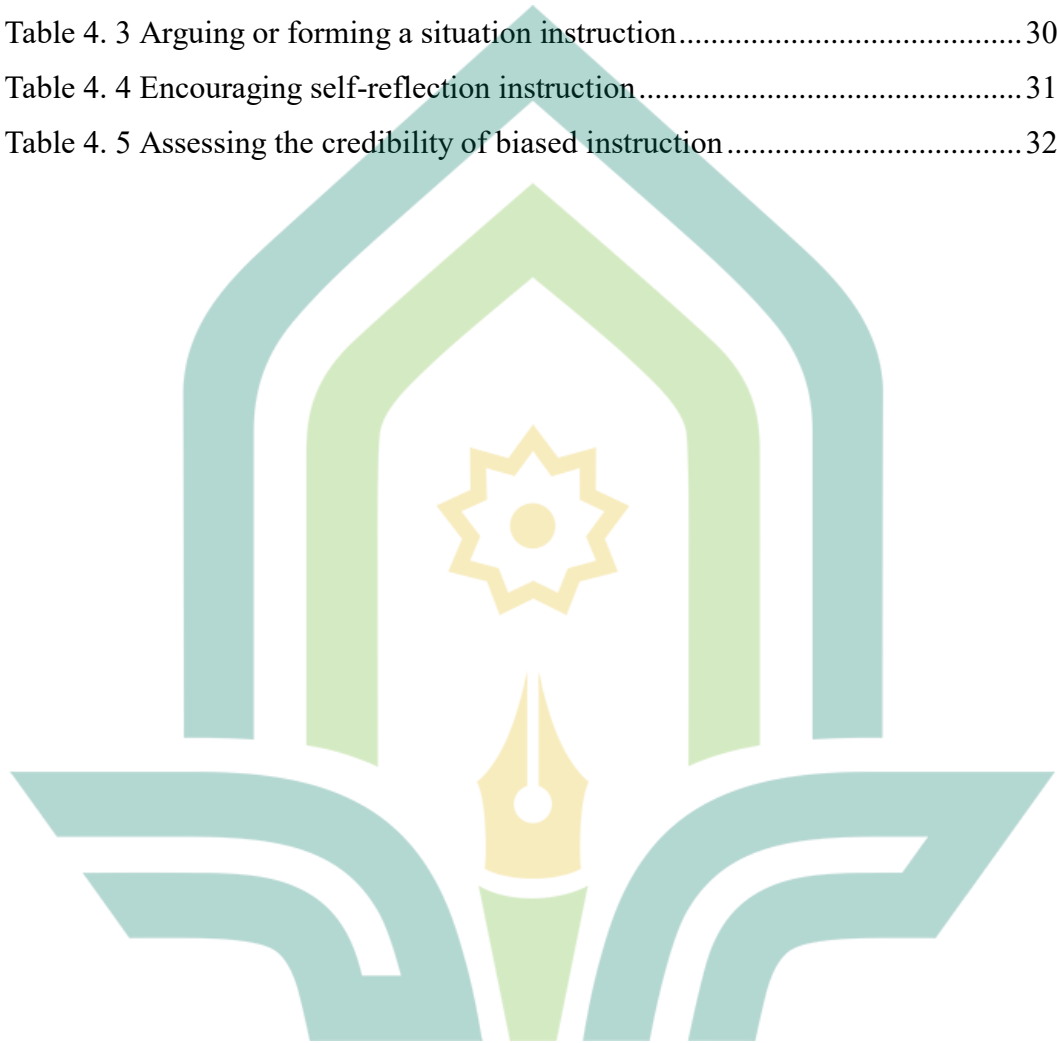 Table 4. 3 Arguing or forming a situation instruction....................................... 30
Table 4. 4 Encouraging self-reflection instruction............................................ 31
Table 4. 5 Assessing the credibility of biased instruction.................................. 32